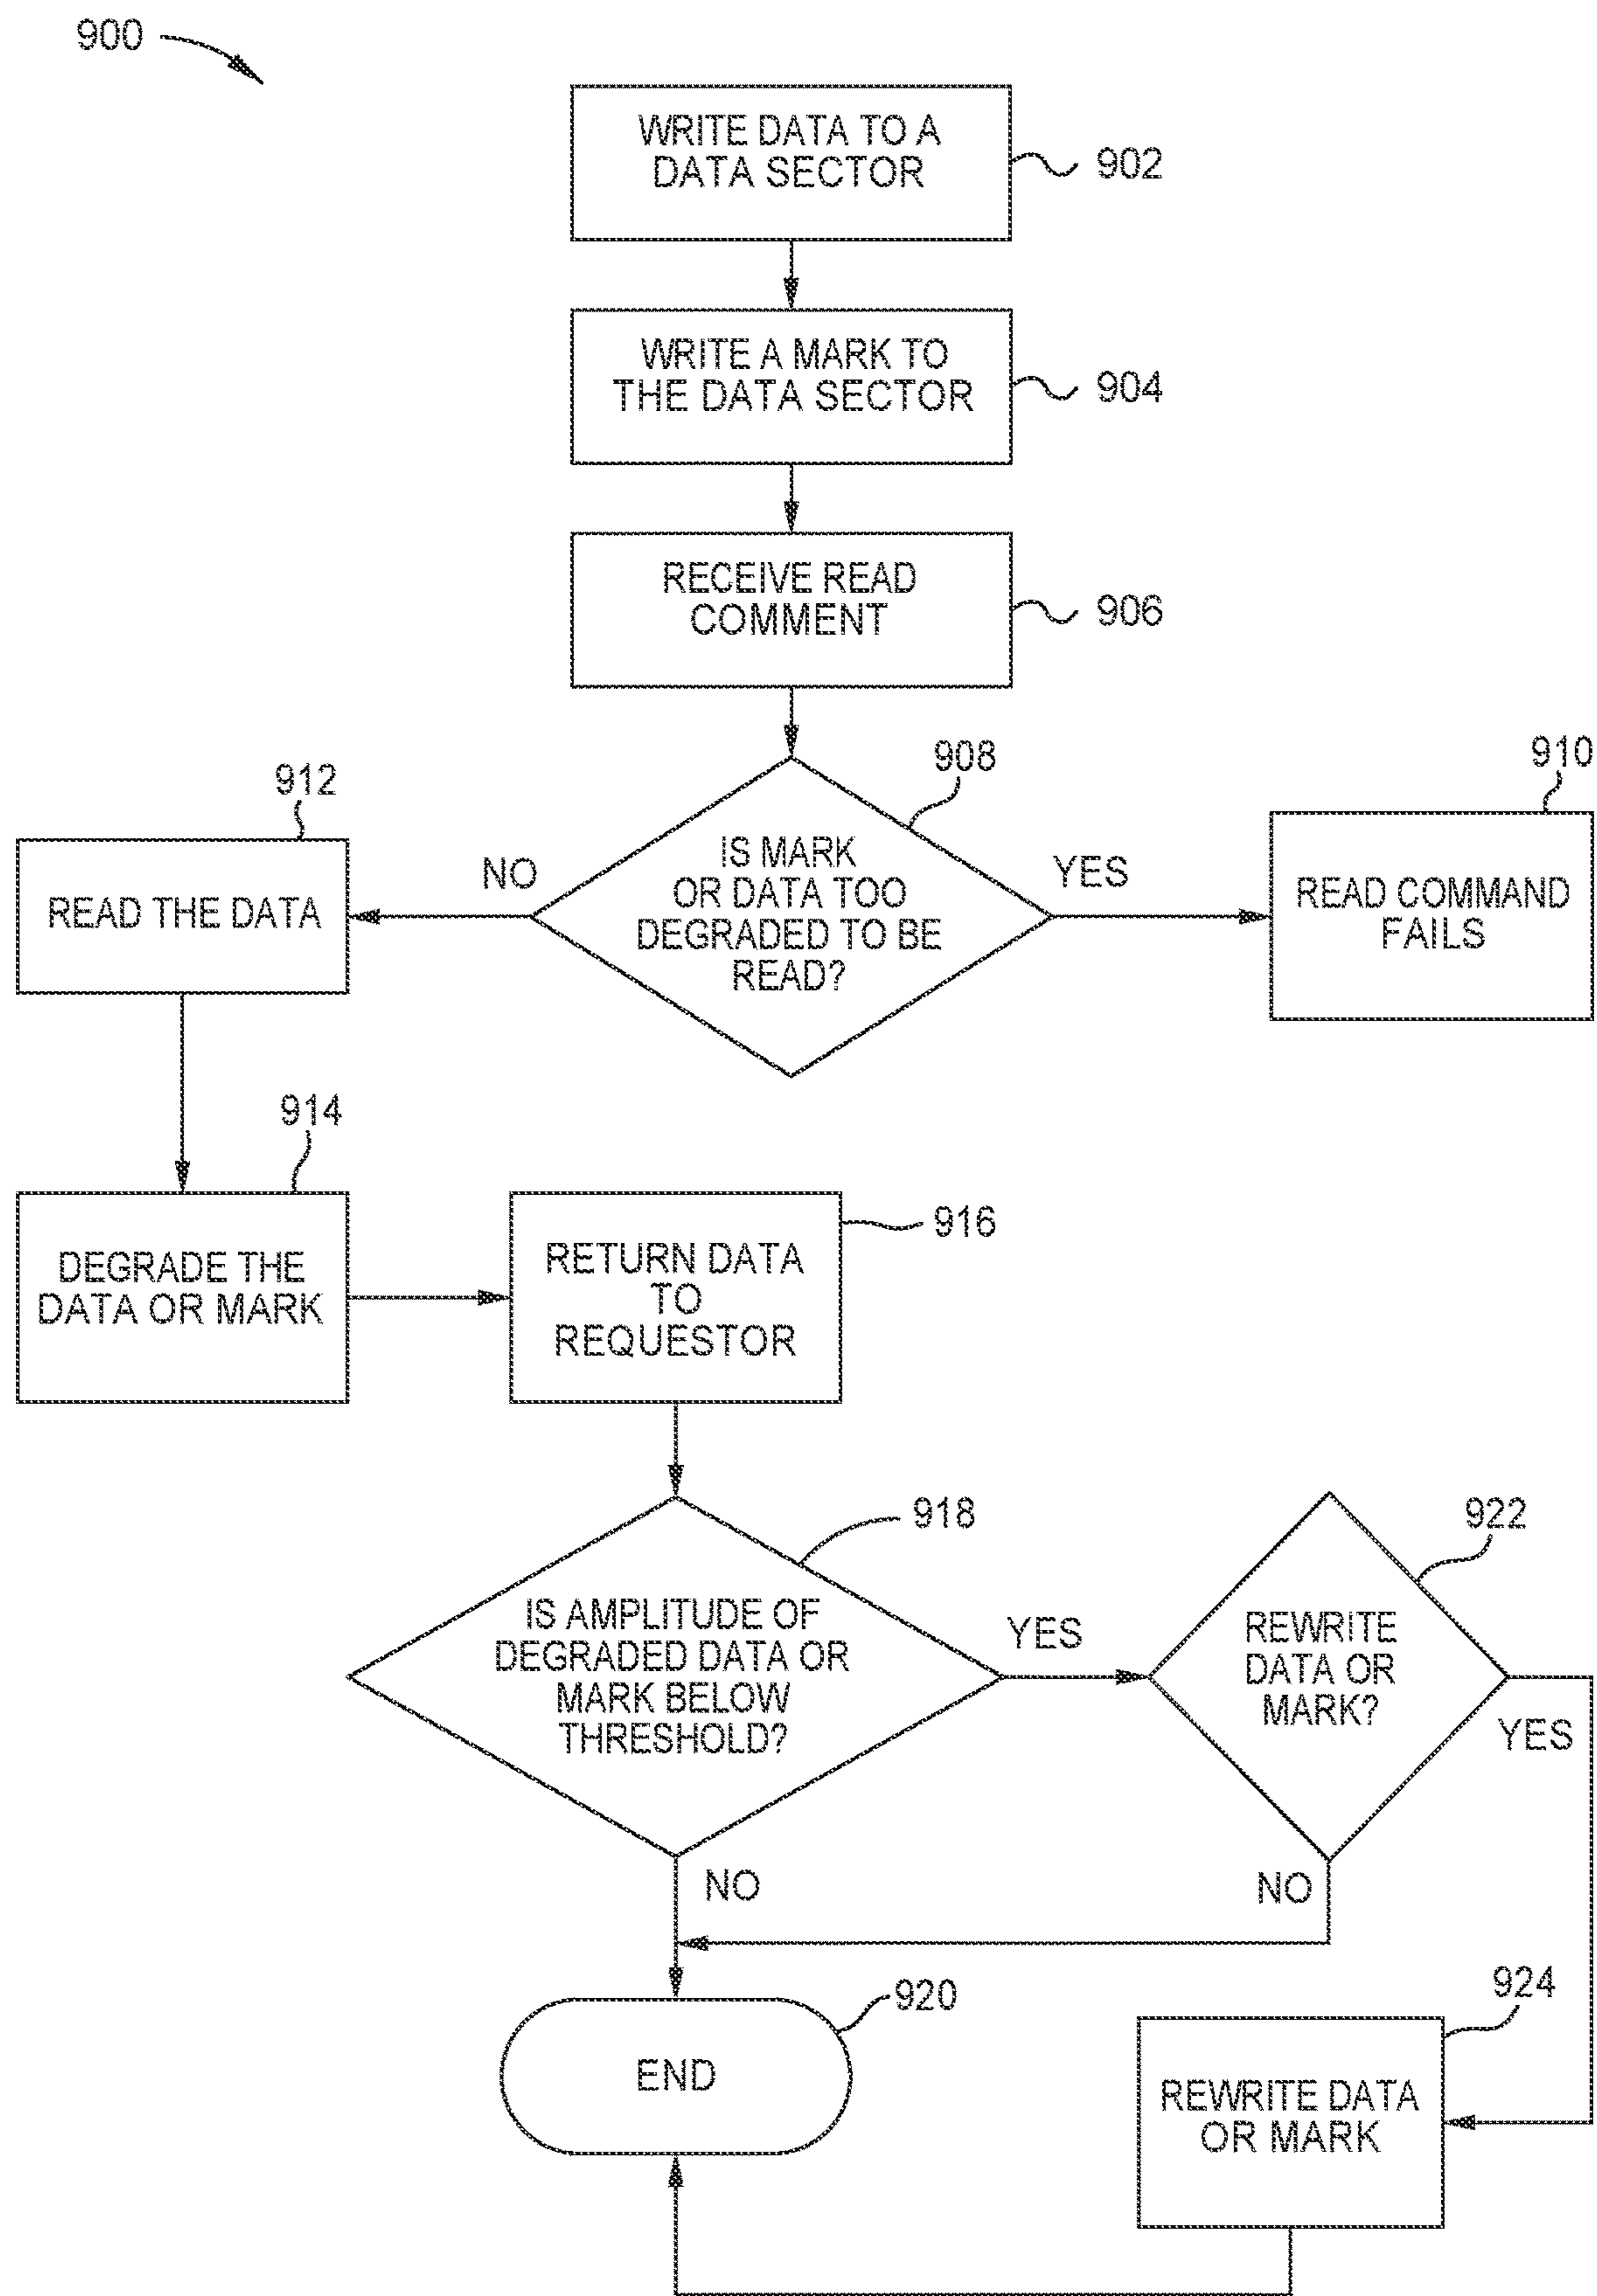 900
WRITE DATA TO A
DATA SECTOR
902
WRITE A MARK TO
THE DATA SECTOR
904
RECEIVE READ
COMMENT
906
908
910
912
IS MARK
OR DATA TOO
DEGRADED TO BE
READ?
NO
YES
READ THE DATA
READ COMMAND
FAILS
914
DEGRADE THE
DATA OR MARK
916
RETURN DATA
TO
REQUESTOR
918
922
IS AMPLITUDE OF
DEGRADED DATA OR
MARK BELOW
THRESHOLD?
YES
REWRITE
DATA OR
MARK?
YES
NO
NO
920
924
END
REWRITE DATA
OR MARK